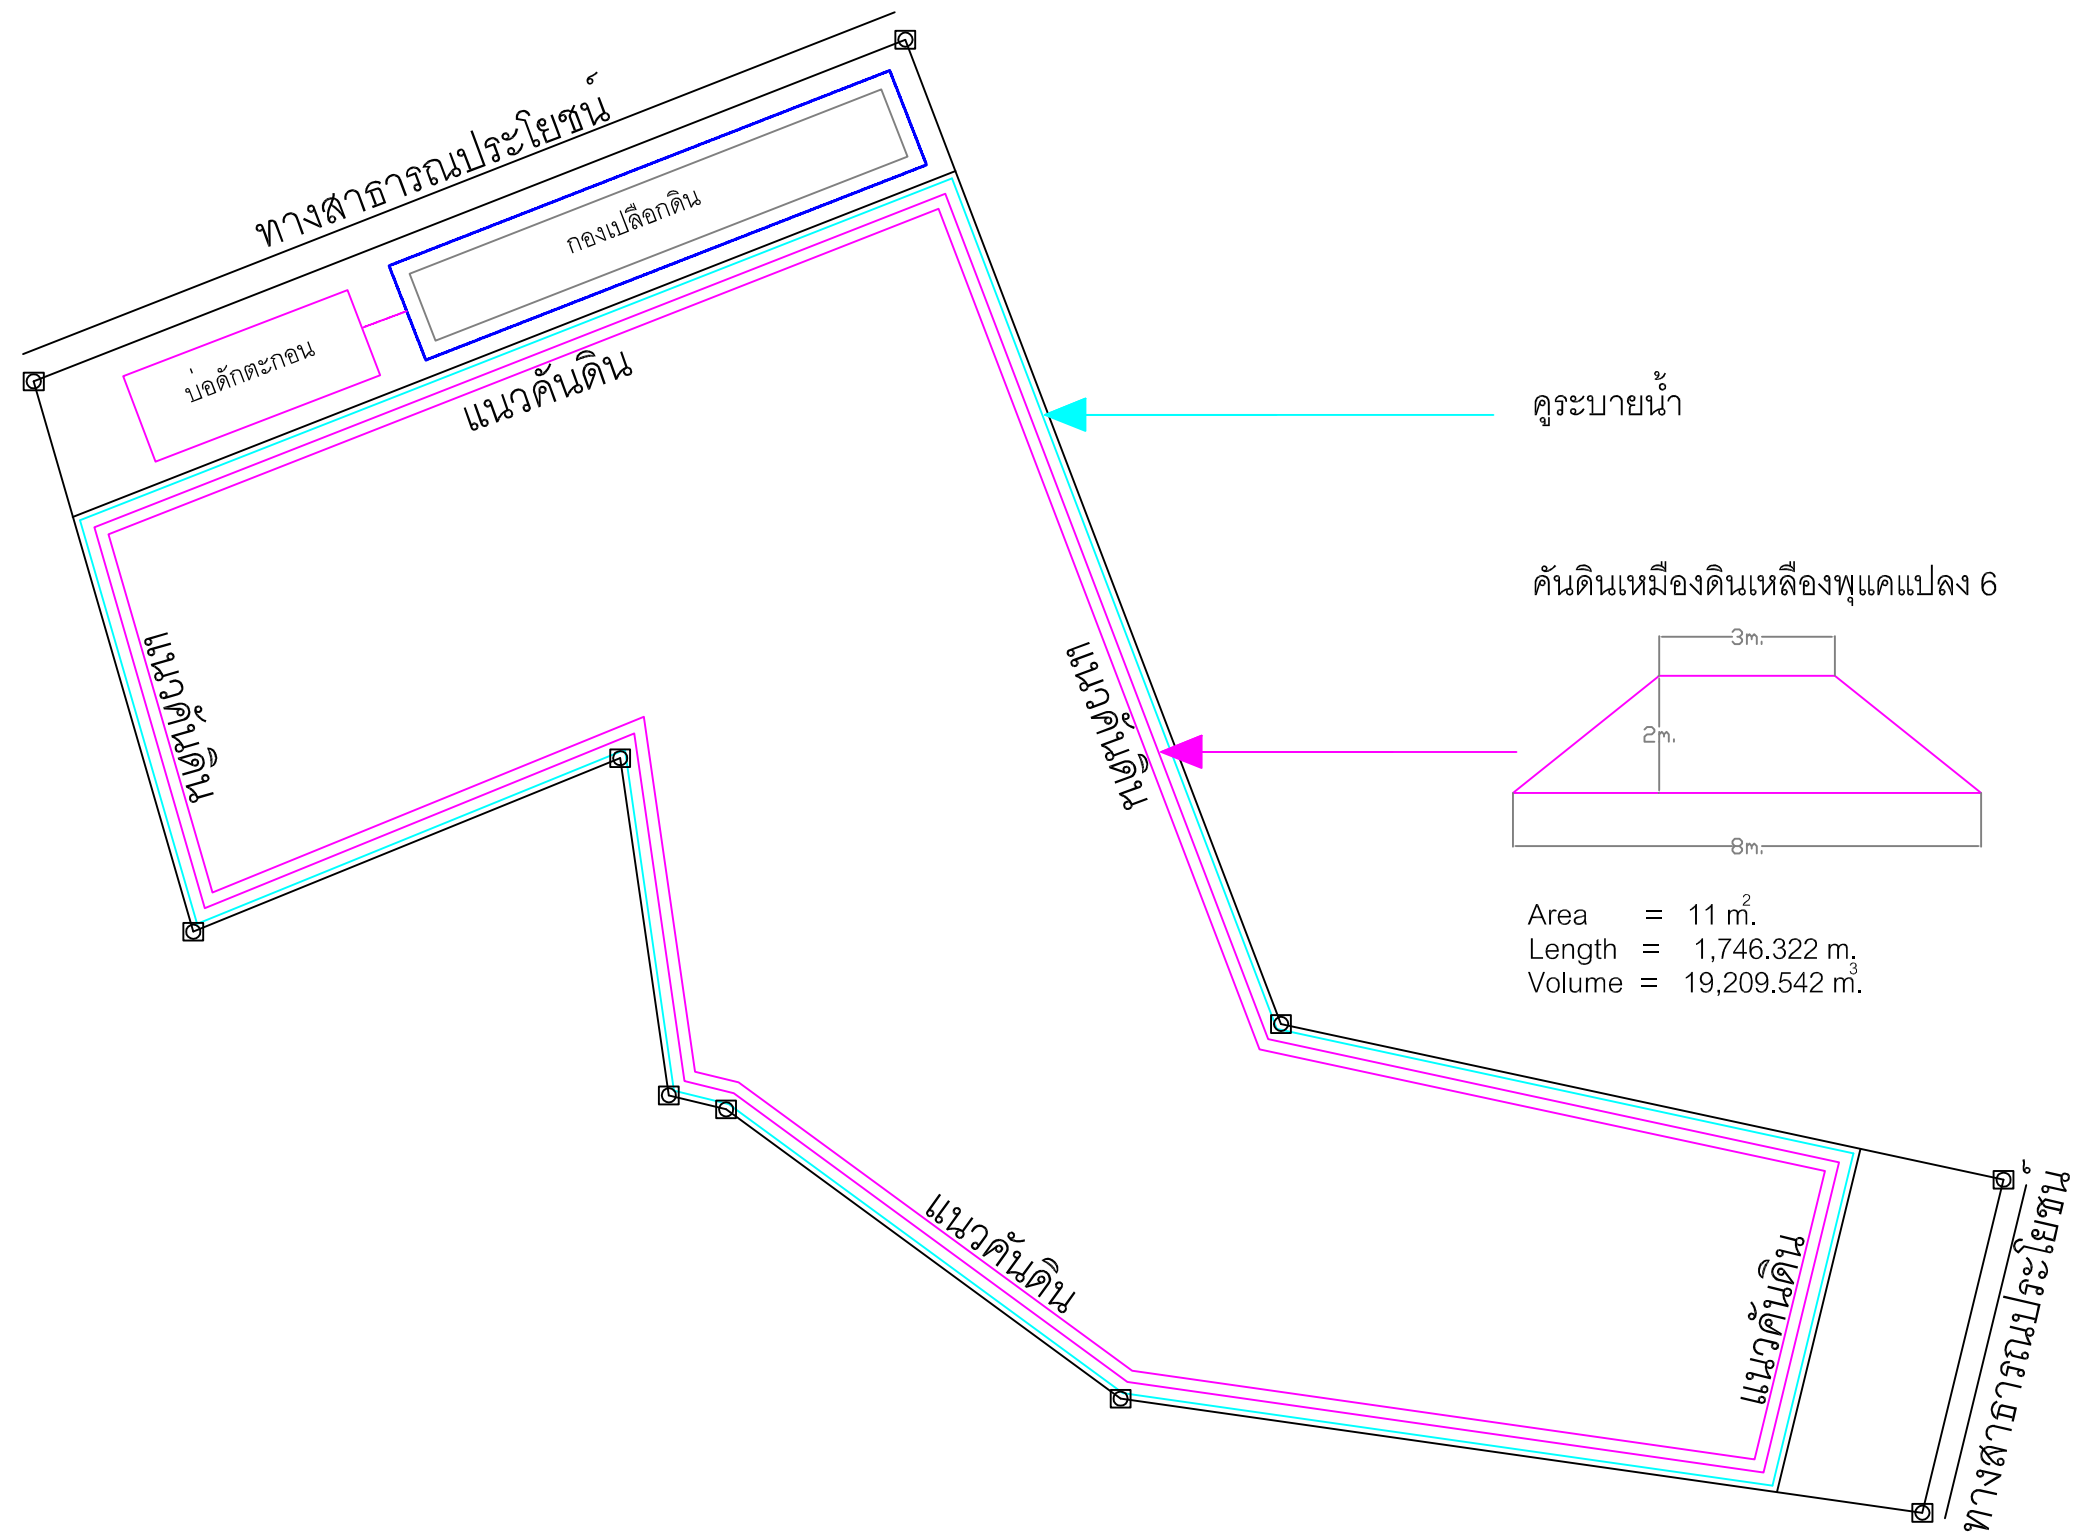 ทางสาธารณประโยชน์
กองเปลือกดิน
บ่อดักตะกอน
แนวคันดิน
คูระบายน้ำ
คันดินเหมืองดินเหลืองพุแคแปลง 6
3m.
2m.
8m.
แนวคันดิน
แนวคันดิน
Area = 11 m².
Length = 1,746.322 m.
Volume = 19,209.542 m³.
แนวคันดิน
แนวคันดิน
ทางสาธารณประโยชน์